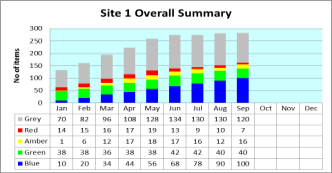 Site 1 Overall Summary
No of Items
300
250
200
150
100
50
0
Jan Feb Mar Apr May Jun Jul Aug Sep Oct Nov Dec
Grey 70 82 96 108 128 134 130 130 120
Red 14 15 16 17 19 13 9 10 7
Amber 1 6 12 17 18 17 16 12 16
Green 38 38 36 38 38 42 42 40 40
Blue 10 20 34 44 56 68 78 90 100